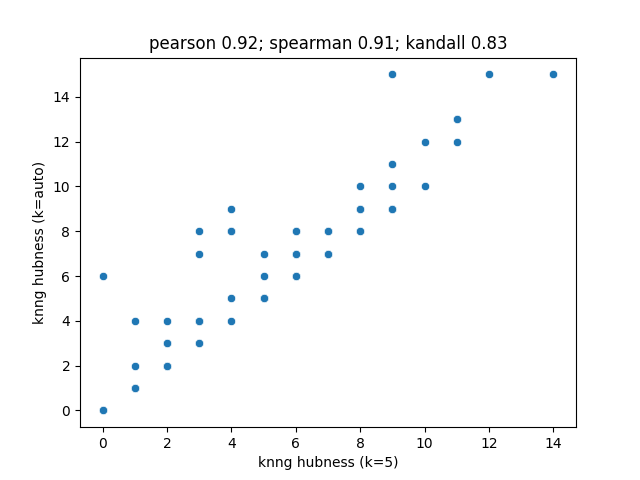 pearson 0.92; spearman 0.91; kandall 0.83
14
12
10
8
6
4
2
0
knng hubness (k=auto)
0 2 4 6 8 10 12 14
knng hubness (k=5)